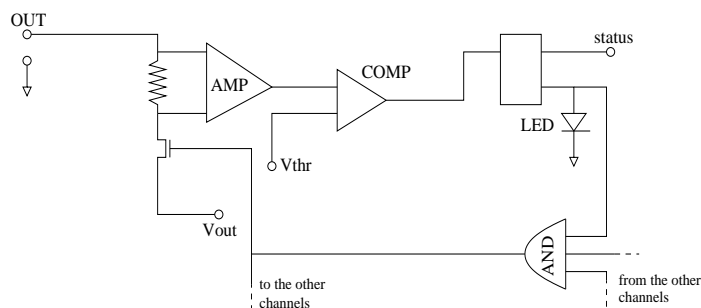 OUT
status
COMP
AMP
LED
Vthr
Vout
AND
to the other
channels
from the other
channels